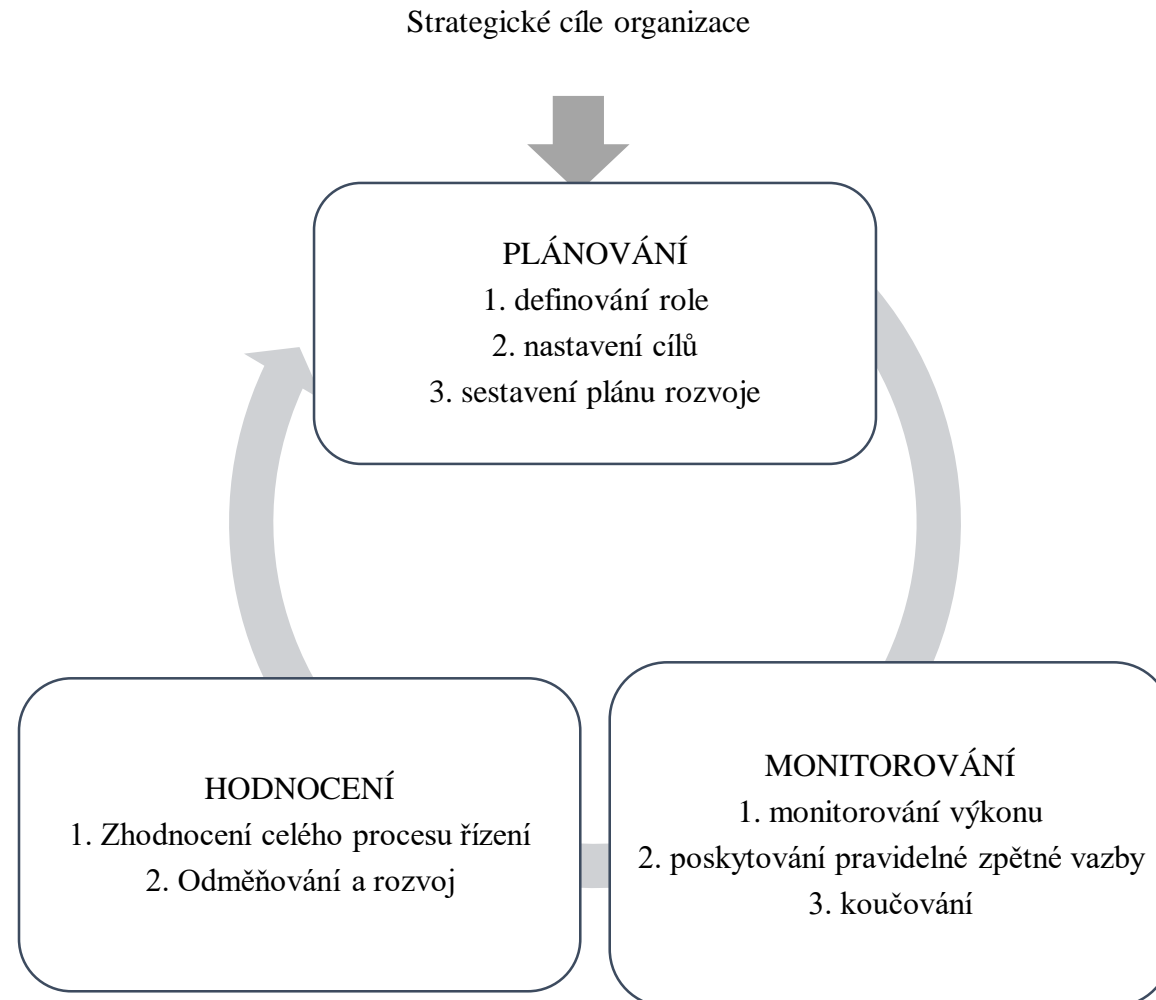 Strategické cíle organizace
PLÁNOVÁNÍ
1. definování role
2. nastavení cílů
3. sestavení plánu rozvoje
HODNOCENÍ
1. Zhodnocení celého procesu řízení
2. Odměňování a rozvoj
MONITOROVÁNÍ
1. monitorování výkonu
2. poskytování pravidelné zpětné vazby
3. koučování